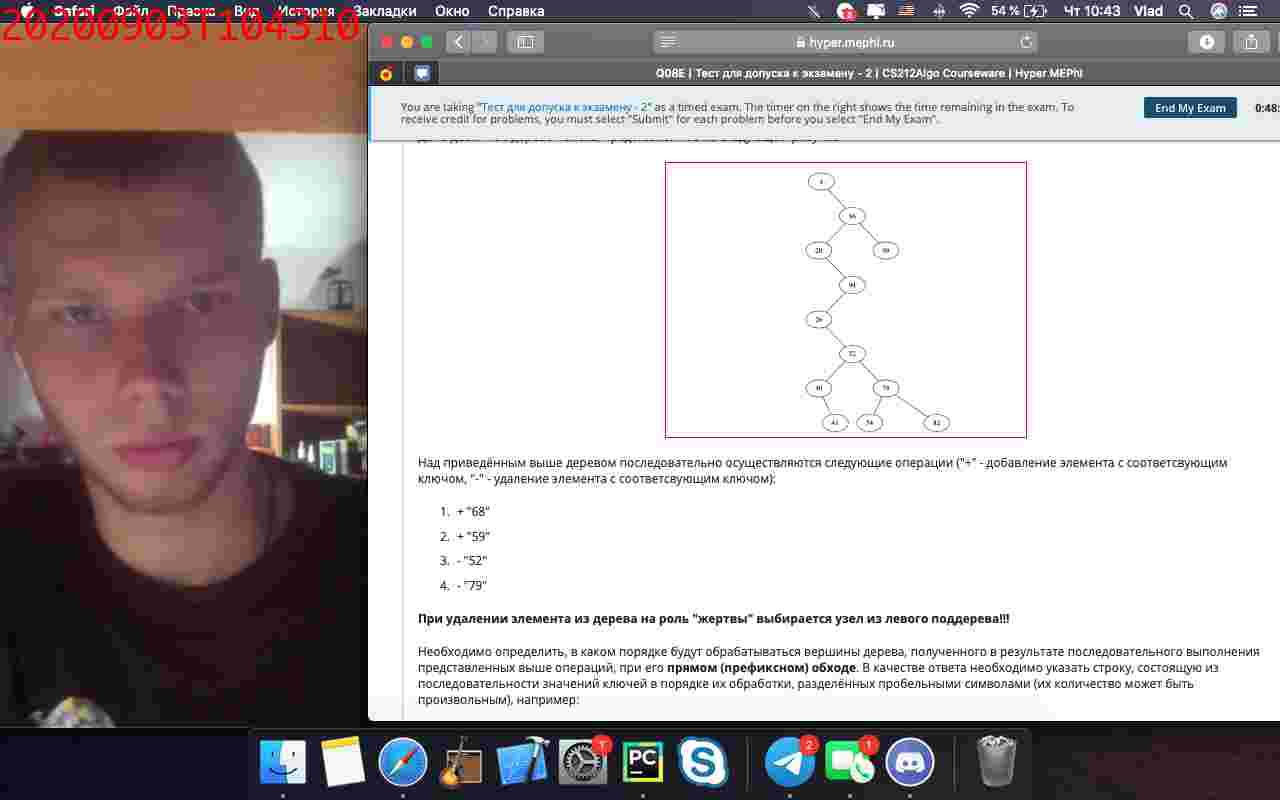 Safari Файл Правка Вид История Закладки Окно Справка 54 % Чт 10:43 Vlad
20200903T104310
hyper.mephi.ru
Q08E | Тест для допуска к экзамену - 2 | CS212Algo Courseware | Hyper.MEPhI
You are taking "Тест для допуска к экзамену - 2" as a timed exam. The timer on the right shows the time remaining in the exam. To
receive credit for problems, you must select "Submit" for each problem before you select "End My Exam".
End My Exam
0:48:
20
52
79
41
82
Над приведённым выше деревом последовательно осуществляются следующие операции ("+" - добавление элемента с соответсвующим
ключом, "-" - удаление элемента с соответсвующим ключом):
1. + "68"
2. + "59"
3. - "52"
4. - "79"
При удалении элемента из дерева на роль "жертвы" выбирается узел из левого поддерева!!!
Необходимо определить, в каком порядке будут обрабатываться вершины дерева, полученного в результате последовательного выполнения
представленных выше операций, при его прямом (префиксном) обходе. В качестве ответа необходимо указать строку, состоящую из
последовательности значений ключей в порядке их обработки, разделённых пробельными символами (их количество может быть
произвольным), например:
1
PC
2
1